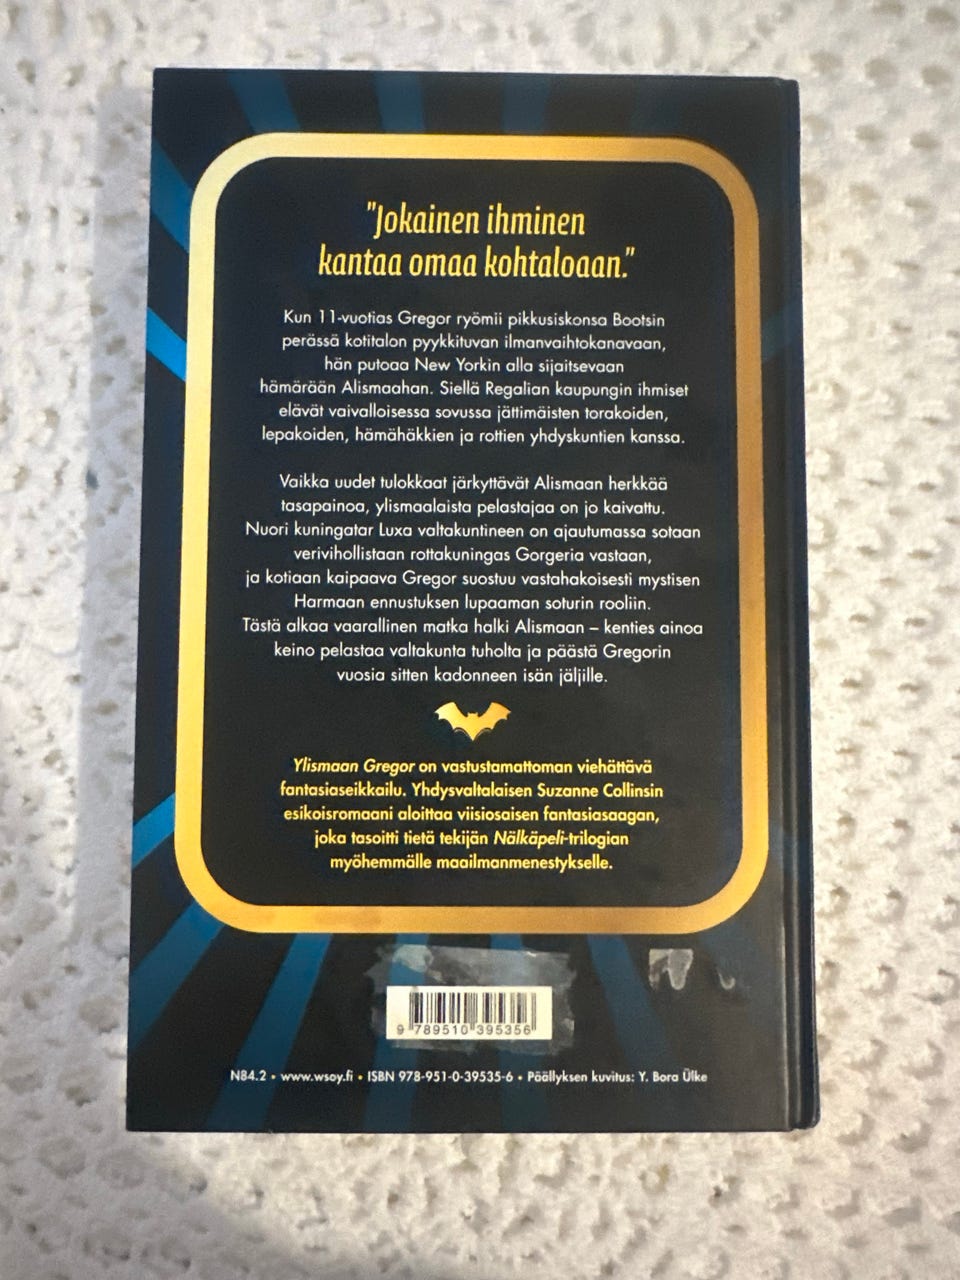 "Jokainen ihminen
kantaa omaa kohtaloaan."
Kun 11-vuotias Gregor ryömii pikkusiskonsa Bootsin
perässä kotitalon pyykkituvan ilmanvaihtokanavaan,
hän putoaa New Yorkin alla sijaitsevaan
hämärään Alismaahan. Siellä Regalian kaupungin ihmiset
elävät vaivalloisessa sovussa jättimäisten torakoiden,
lepakoiden, hämähäkkien ja rottien yhdyskuntien kanssa.
Vaikka uudet tulokkaat järkyttävät Alismaan herkkää
tasapainoa, ylismaalaista pelastajaa on jo kaivattu.
Nuori kuningatar Luxa valtakuntineen on ajautumassa sotaan
verivihollistaan rottakuningas Gorgeria vastaan,
ja kotiaan kaipaava Gregor suostuu vastahakoisesti mystisen
Harmaan ennustuksen lupaaman soturin rooliin.
Tästä alkaa vaarallinen matka halki Alismaan – kenties ainoa
keino pelastaa valtakunta tuholta ja päästä Gregorin
vuosia sitten kadonneen isän jäljille.
Ylismaan Gregor on vastustamattoman viehättävä
fantasiaseikkailu. Yhdysvaltalaisen Suzanne Collinsin
esikoisromaani aloittaa viisiosaisen fantasiasaagan,
joka tasoitti tietä tekijän Nälkäpeli-trilogian
myöhemmälle maailmanmenestykselle.
9 789510 395356
N84.2 • www.wsoy.fi • ISBN 978-951-0-39535-6 • Päällyksen kuvitus: Y. Bora Ülke